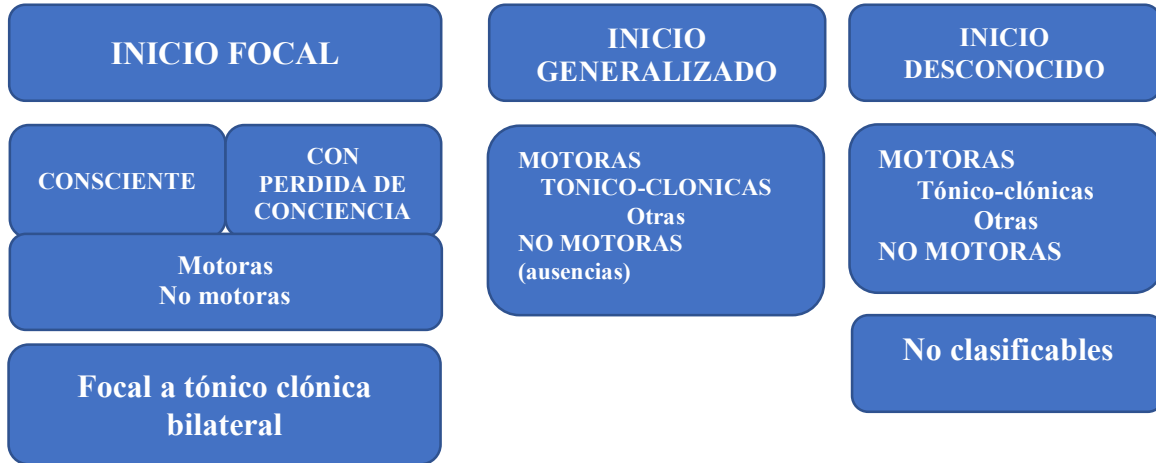 INICIO FOCAL
CONSCIENTE
CON
PERDIDA DE
CONCIENCIA
Motoras
No motoras
Focal a tónico clónica
bilateral
INICIO
GENERALIZADO
MOTORAS
TONICO-CLONICAS
Otras
NO MOTORAS
(ausencias)
INICIO
DESCONOCIDO
MOTORAS
Tónico-clónicas
Otras
NO MOTORAS
No clasificables